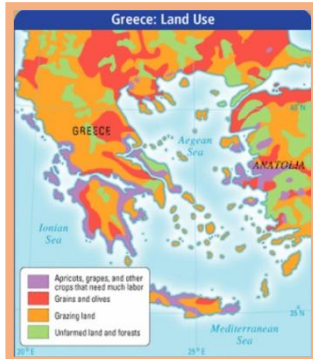 Greece: Land Use
40°N
GREECE
Aegean
Sea
ANATOLIA
Ionian
Sea
Apricots, grapes, and other
crops that need much labor
Grains and olives
Grazing land
Unfarmed land and forests
35°N
Mediterranean
Sea
20°E
25°E